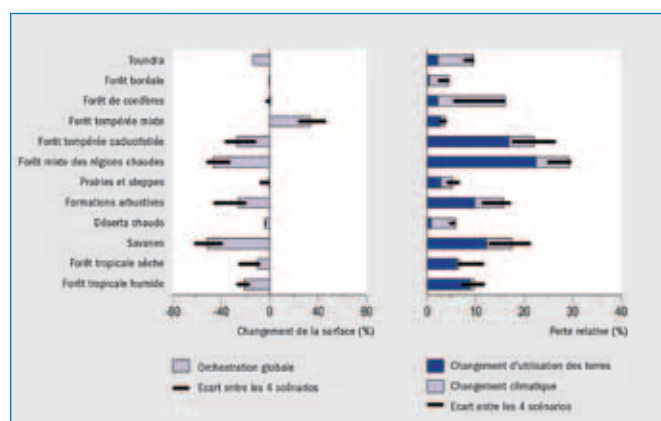 Toundra
Forêt boréale
Forêt de conifères
Forêt tempérée mixte
Forêt tempérée caducifoliée
Forêt mixte des régions chaudes
Prairies et steppes
Formations arbustives
Déserts chauds
Savanes
Forêt tropicale sèche
Forêt tropicale humide
-80 -40 0 40 80
0 10 20 30 40
Changement de la surface (%)
Perte relative (%)
Orchestration globale
Ecart entre les 4 scénarios
Changement d'utilisation des terres
Changement climatique
Ecart entre les 4 scénarios